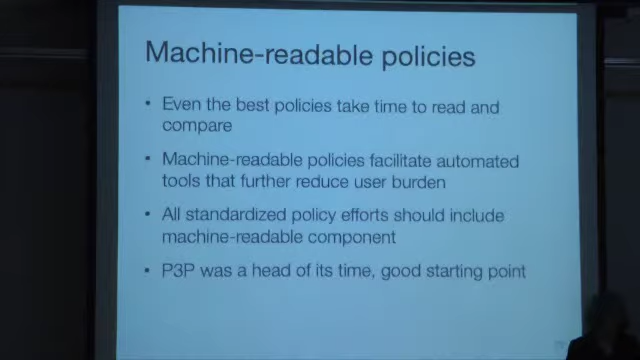 Machine-readable policies
• Even the best policies take time to read and
compare
• Machine-readable policies facilitate automated
tools that further reduce user burden
• All standardized policy efforts should include
machine-readable component
• P3P was a head of its time, good starting point